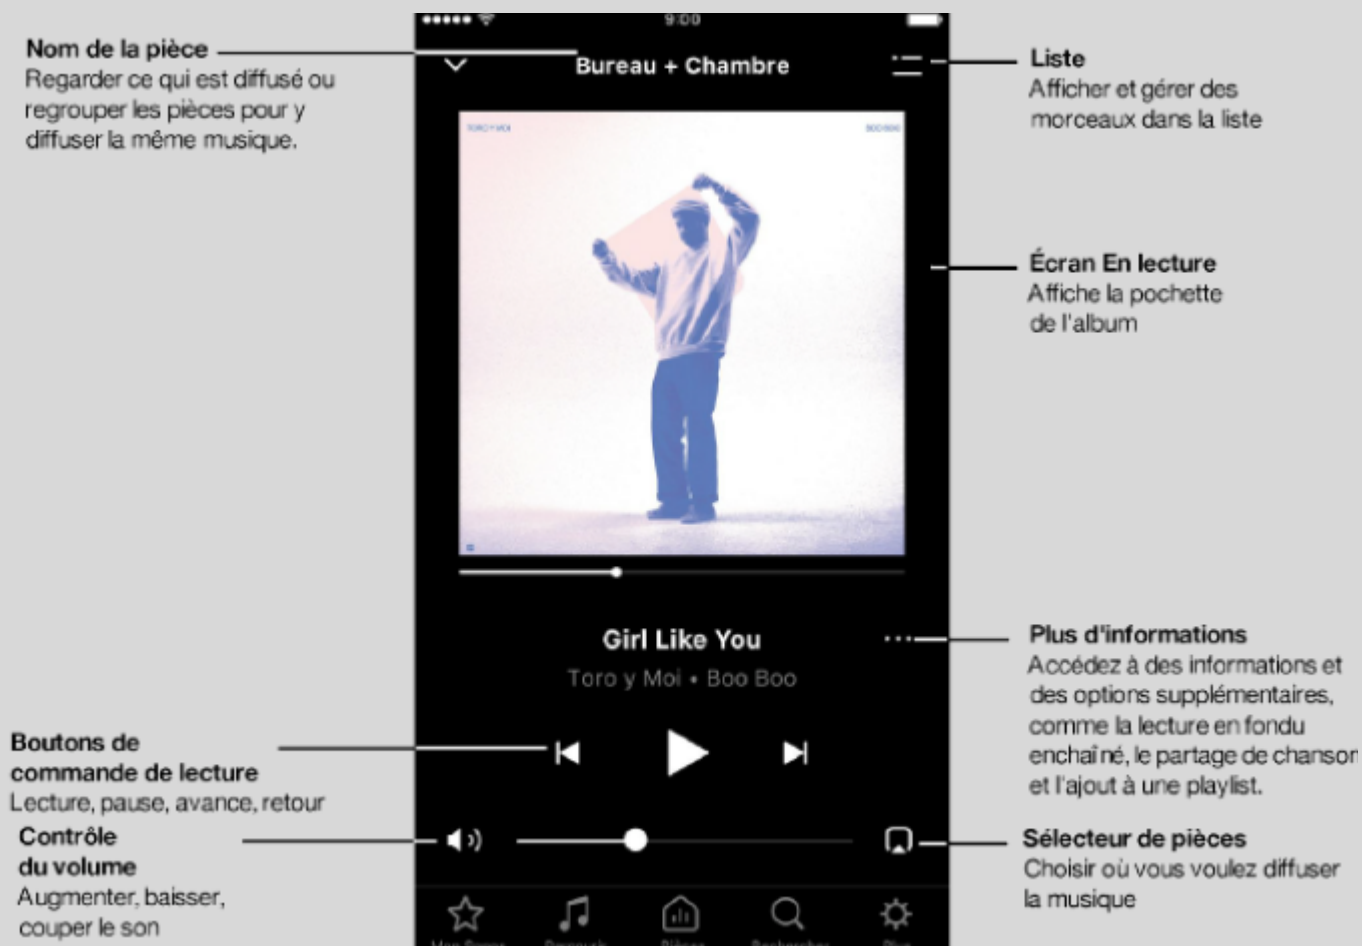 9:00
Nom de la pièce
Regarder ce qui est diffusé ou
regrouper les pièces pour y
diffuser la même musique.
Bureau + Chambre
Liste
Afficher et gérer des
morceaux dans la liste
TORO Y MOI
BOO BOO
Écran En lecture
Affiche la pochette
de l'album
Girl Like You
Toro y Moi • Boo Boo
Plus d'informations
Accédez à des informations et
des options supplémentaires,
comme la lecture en fondu
enchaîné, le partage de chanson
et l'ajout à une playlist.
Boutons de
commande de lecture
Lecture, pause, avance, retour
Contrôle
du volume
Augmenter, baisser,
couper le son
Sélecteur de pièces
Choisir où vous voulez diffuser
la musique